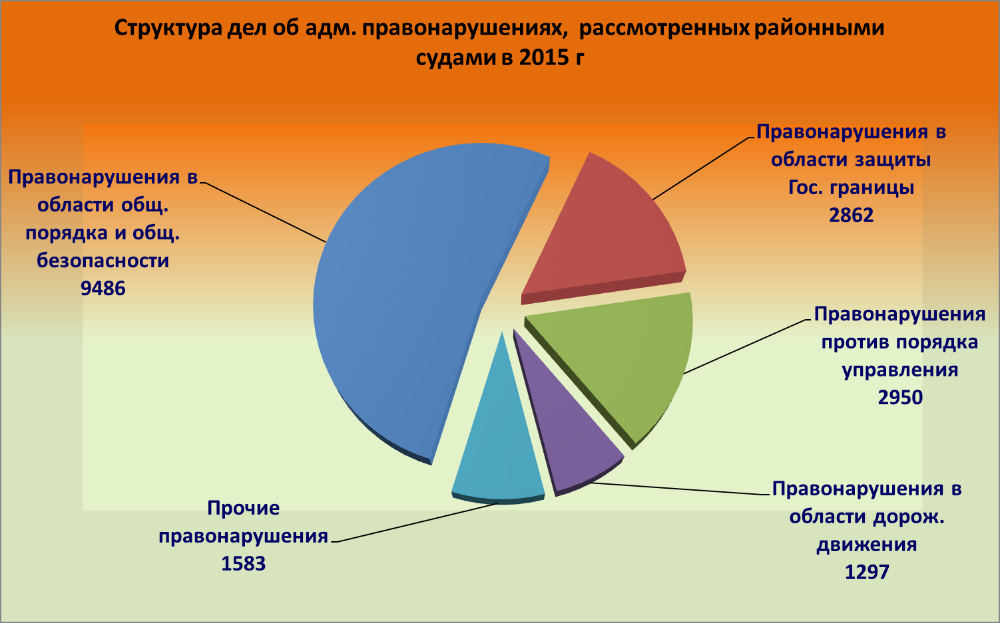 Структура дел об адм. правонарушениях, рассмотренных районными
судами в 2015 г
Правонарушения в
области общ.
порядка и общ.
безопасности
9486
Правонарушения в
области защиты
Гос. границы
2862
Правонарушения
против порядка
управления
2950
Правонарушения в
области дорож.
движения
1297
Прочие
правонарушения
1583